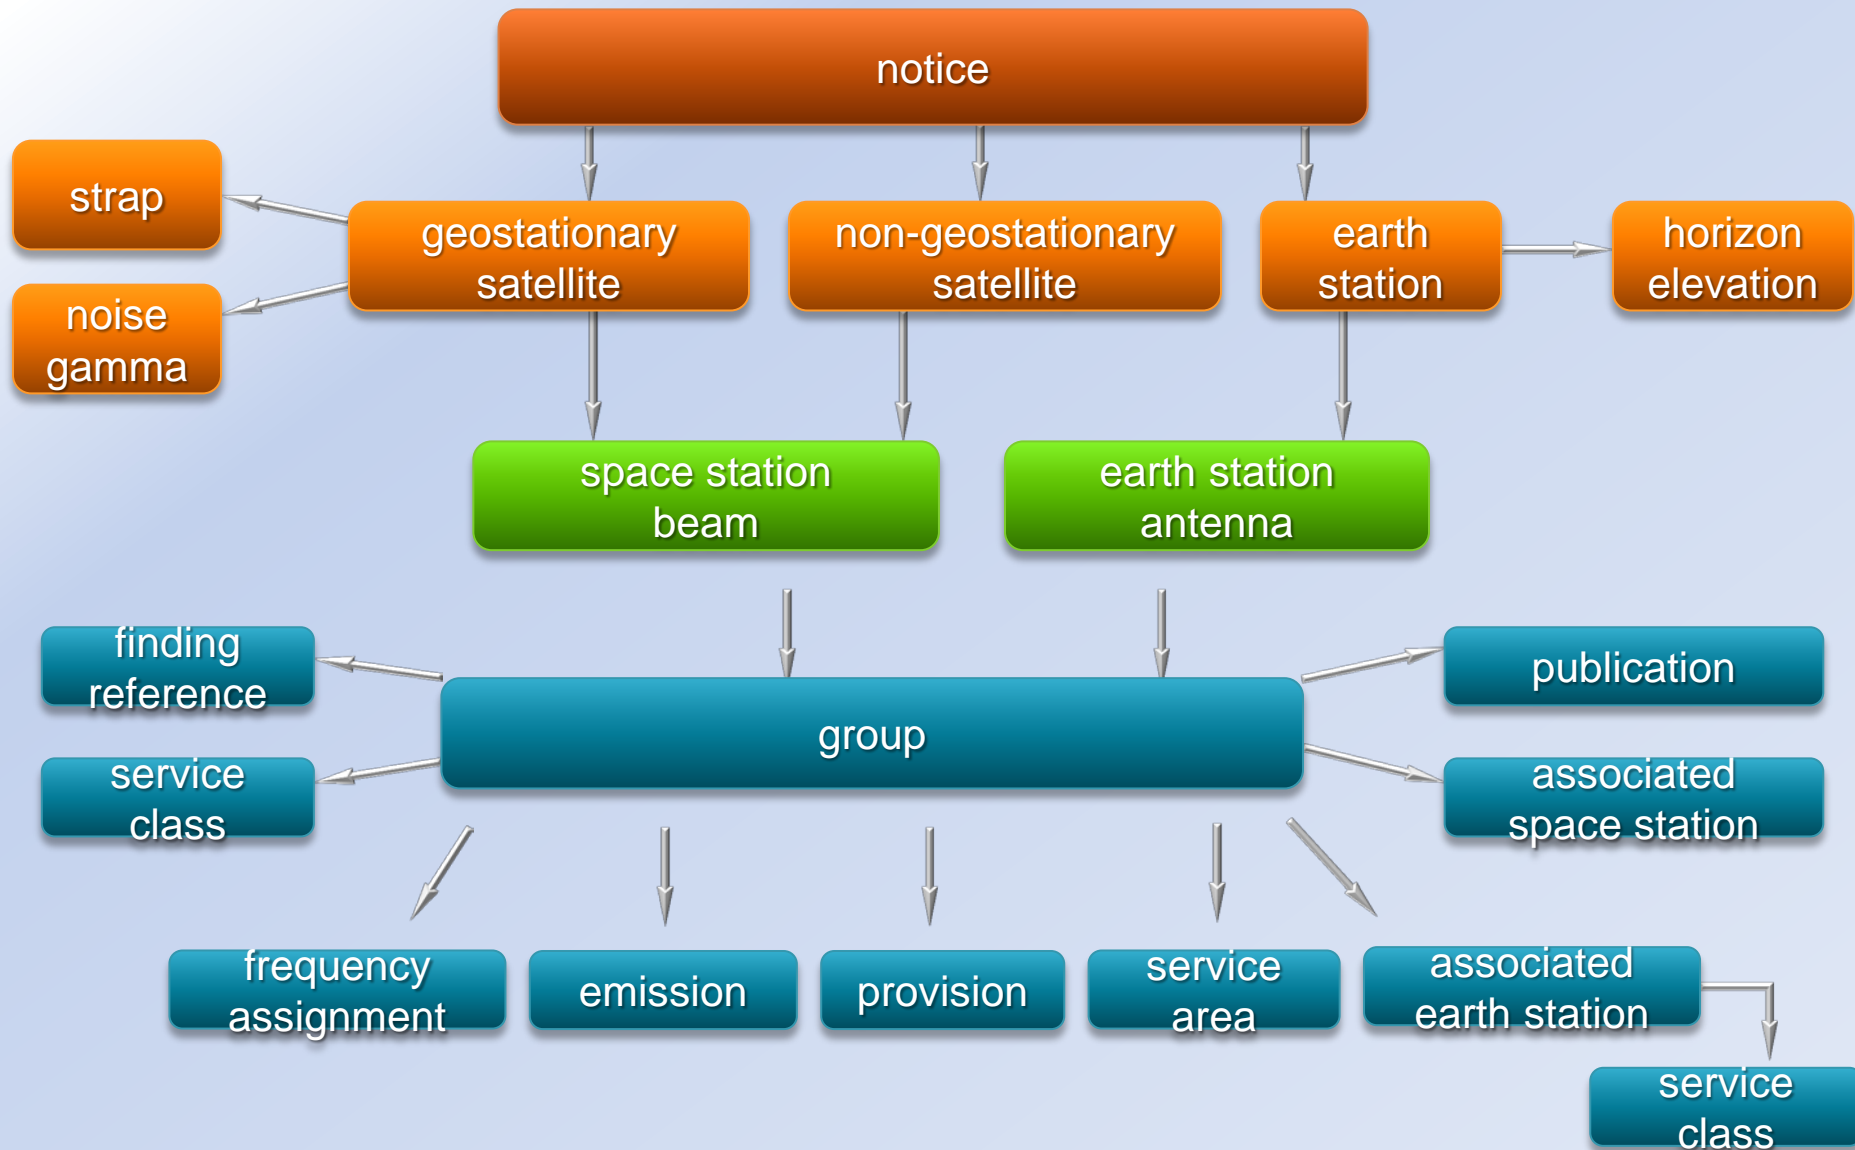 notice
strap
geostationary
satellite
non-geostationary
satellite
earth
station
horizon
elevation
noise
gamma
space station
beam
earth station
antenna
finding
reference
publication
group
service
class
associated
space station
frequency
assignment
emission
provision
service
area
associated
earth station
service
class